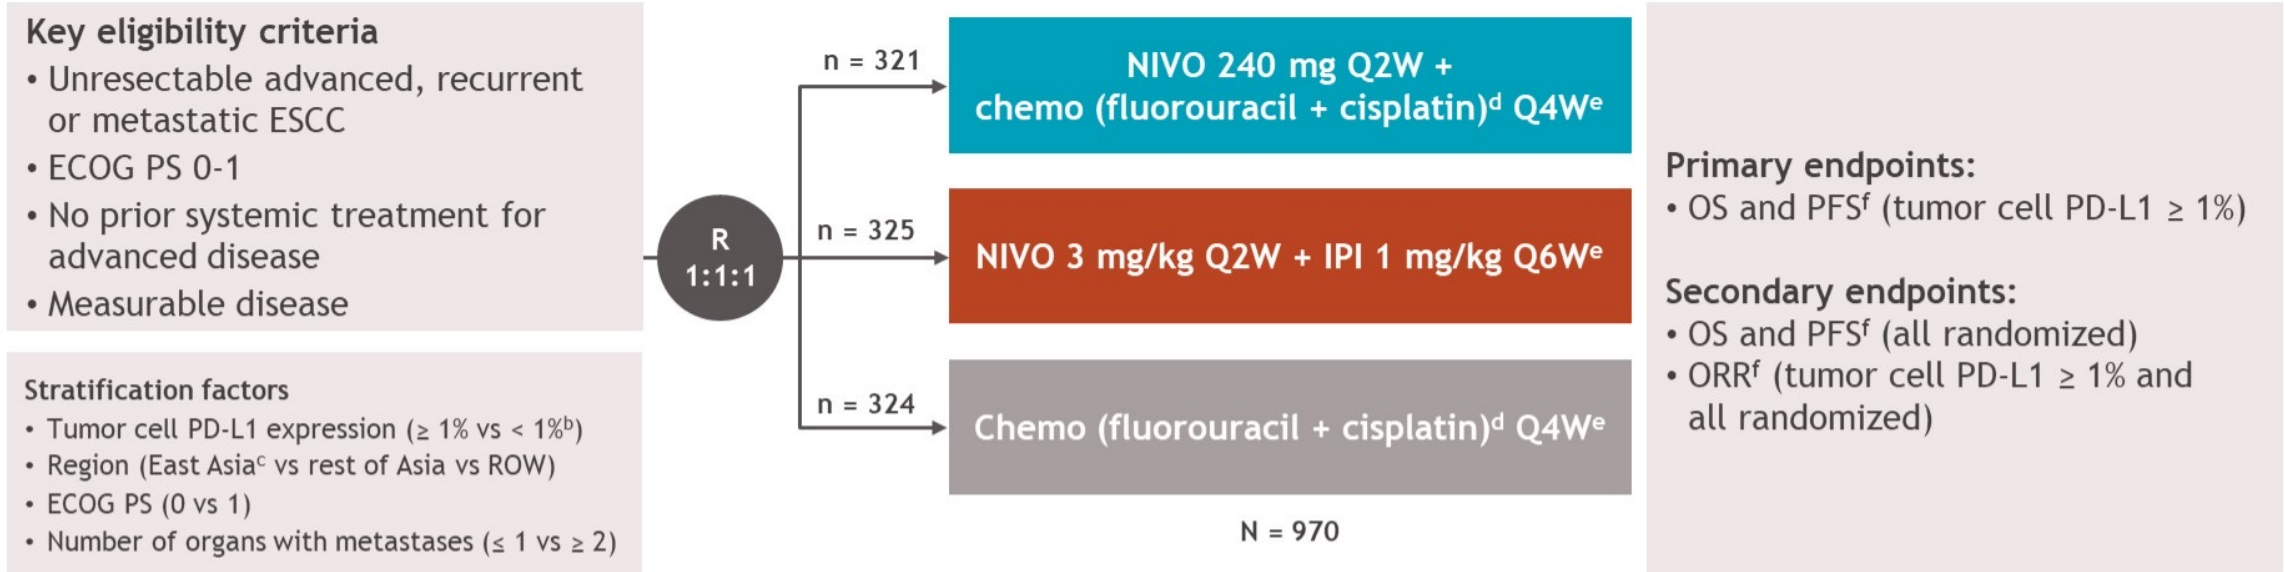 Key eligibility criteria
• Unresectable advanced, recurrent
or metastatic ESCC
• ECOG PS 0-1
• No prior systemic treatment for
advanced disease
• Measurable disease
Stratification factors
• Tumor cell PD-L1 expression (≥ 1% vs < 1%ᵇ)
• Region (East Asiaᶜ vs rest of Asia vs ROW)
• ECOG PS (0 vs 1)
• Number of organs with metastases (≤ 1 vs ≥ 2)
R
1:1:1
n = 321
NIVO 240 mg Q2W +
chemo (fluorouracil + cisplatin)ᵈ Q4Wᵉ
n = 325
NIVO 3 mg/kg Q2W + IPI 1 mg/kg Q6Wᵉ
n = 324
Chemo (fluorouracil + cisplatin)ᵈ Q4Wᵉ
N = 970
Primary endpoints:
• OS and PFSᶠ (tumor cell PD-L1 ≥ 1%)
Secondary endpoints:
• OS and PFSᶠ (all randomized)
• ORRᶠ (tumor cell PD-L1 ≥ 1% and
all randomized)